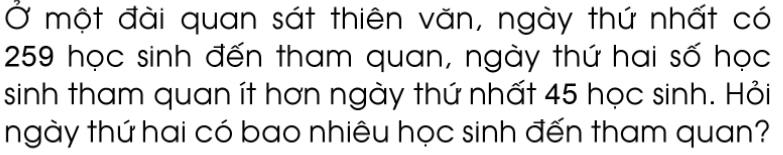 Ở một đài quan sát thiên văn, ngày thứ nhất có
259 học sinh đến tham quan, ngày thứ hai số học
sinh tham quan ít hơn ngày thứ nhất 45 học sinh. Hỏi
ngày thứ hai có bao nhiêu học sinh đến tham quan?